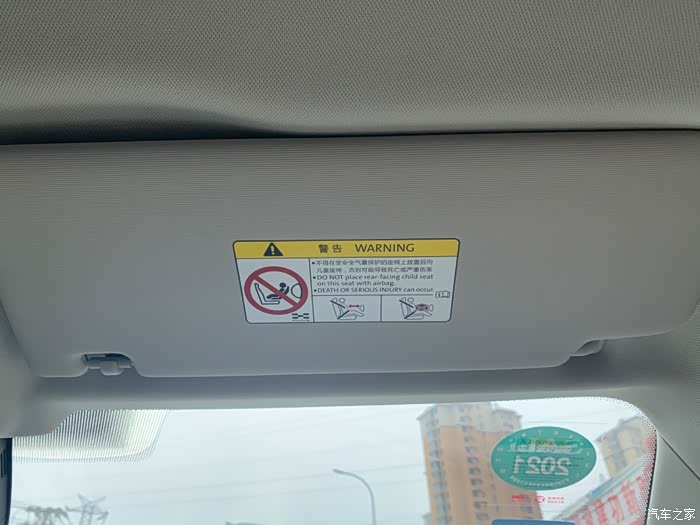 警告 WARNING
•不得在受安全气囊保护的座椅上放置后向
儿童座椅，否则可能导致死亡或严重伤害
•DO NOT place rear-facing child seat
on this seat with airbag.
•DEATH OR SERIOUS INJURY can occur.
2021
汽车之家